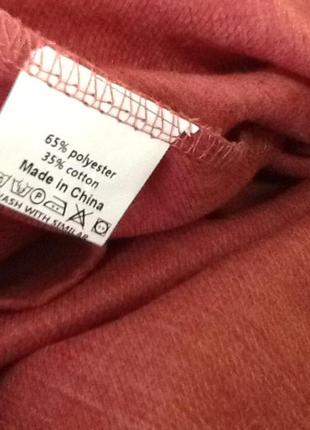 65% polyester
35% cotton
Made in China
P
WASH WITH SIMILAR